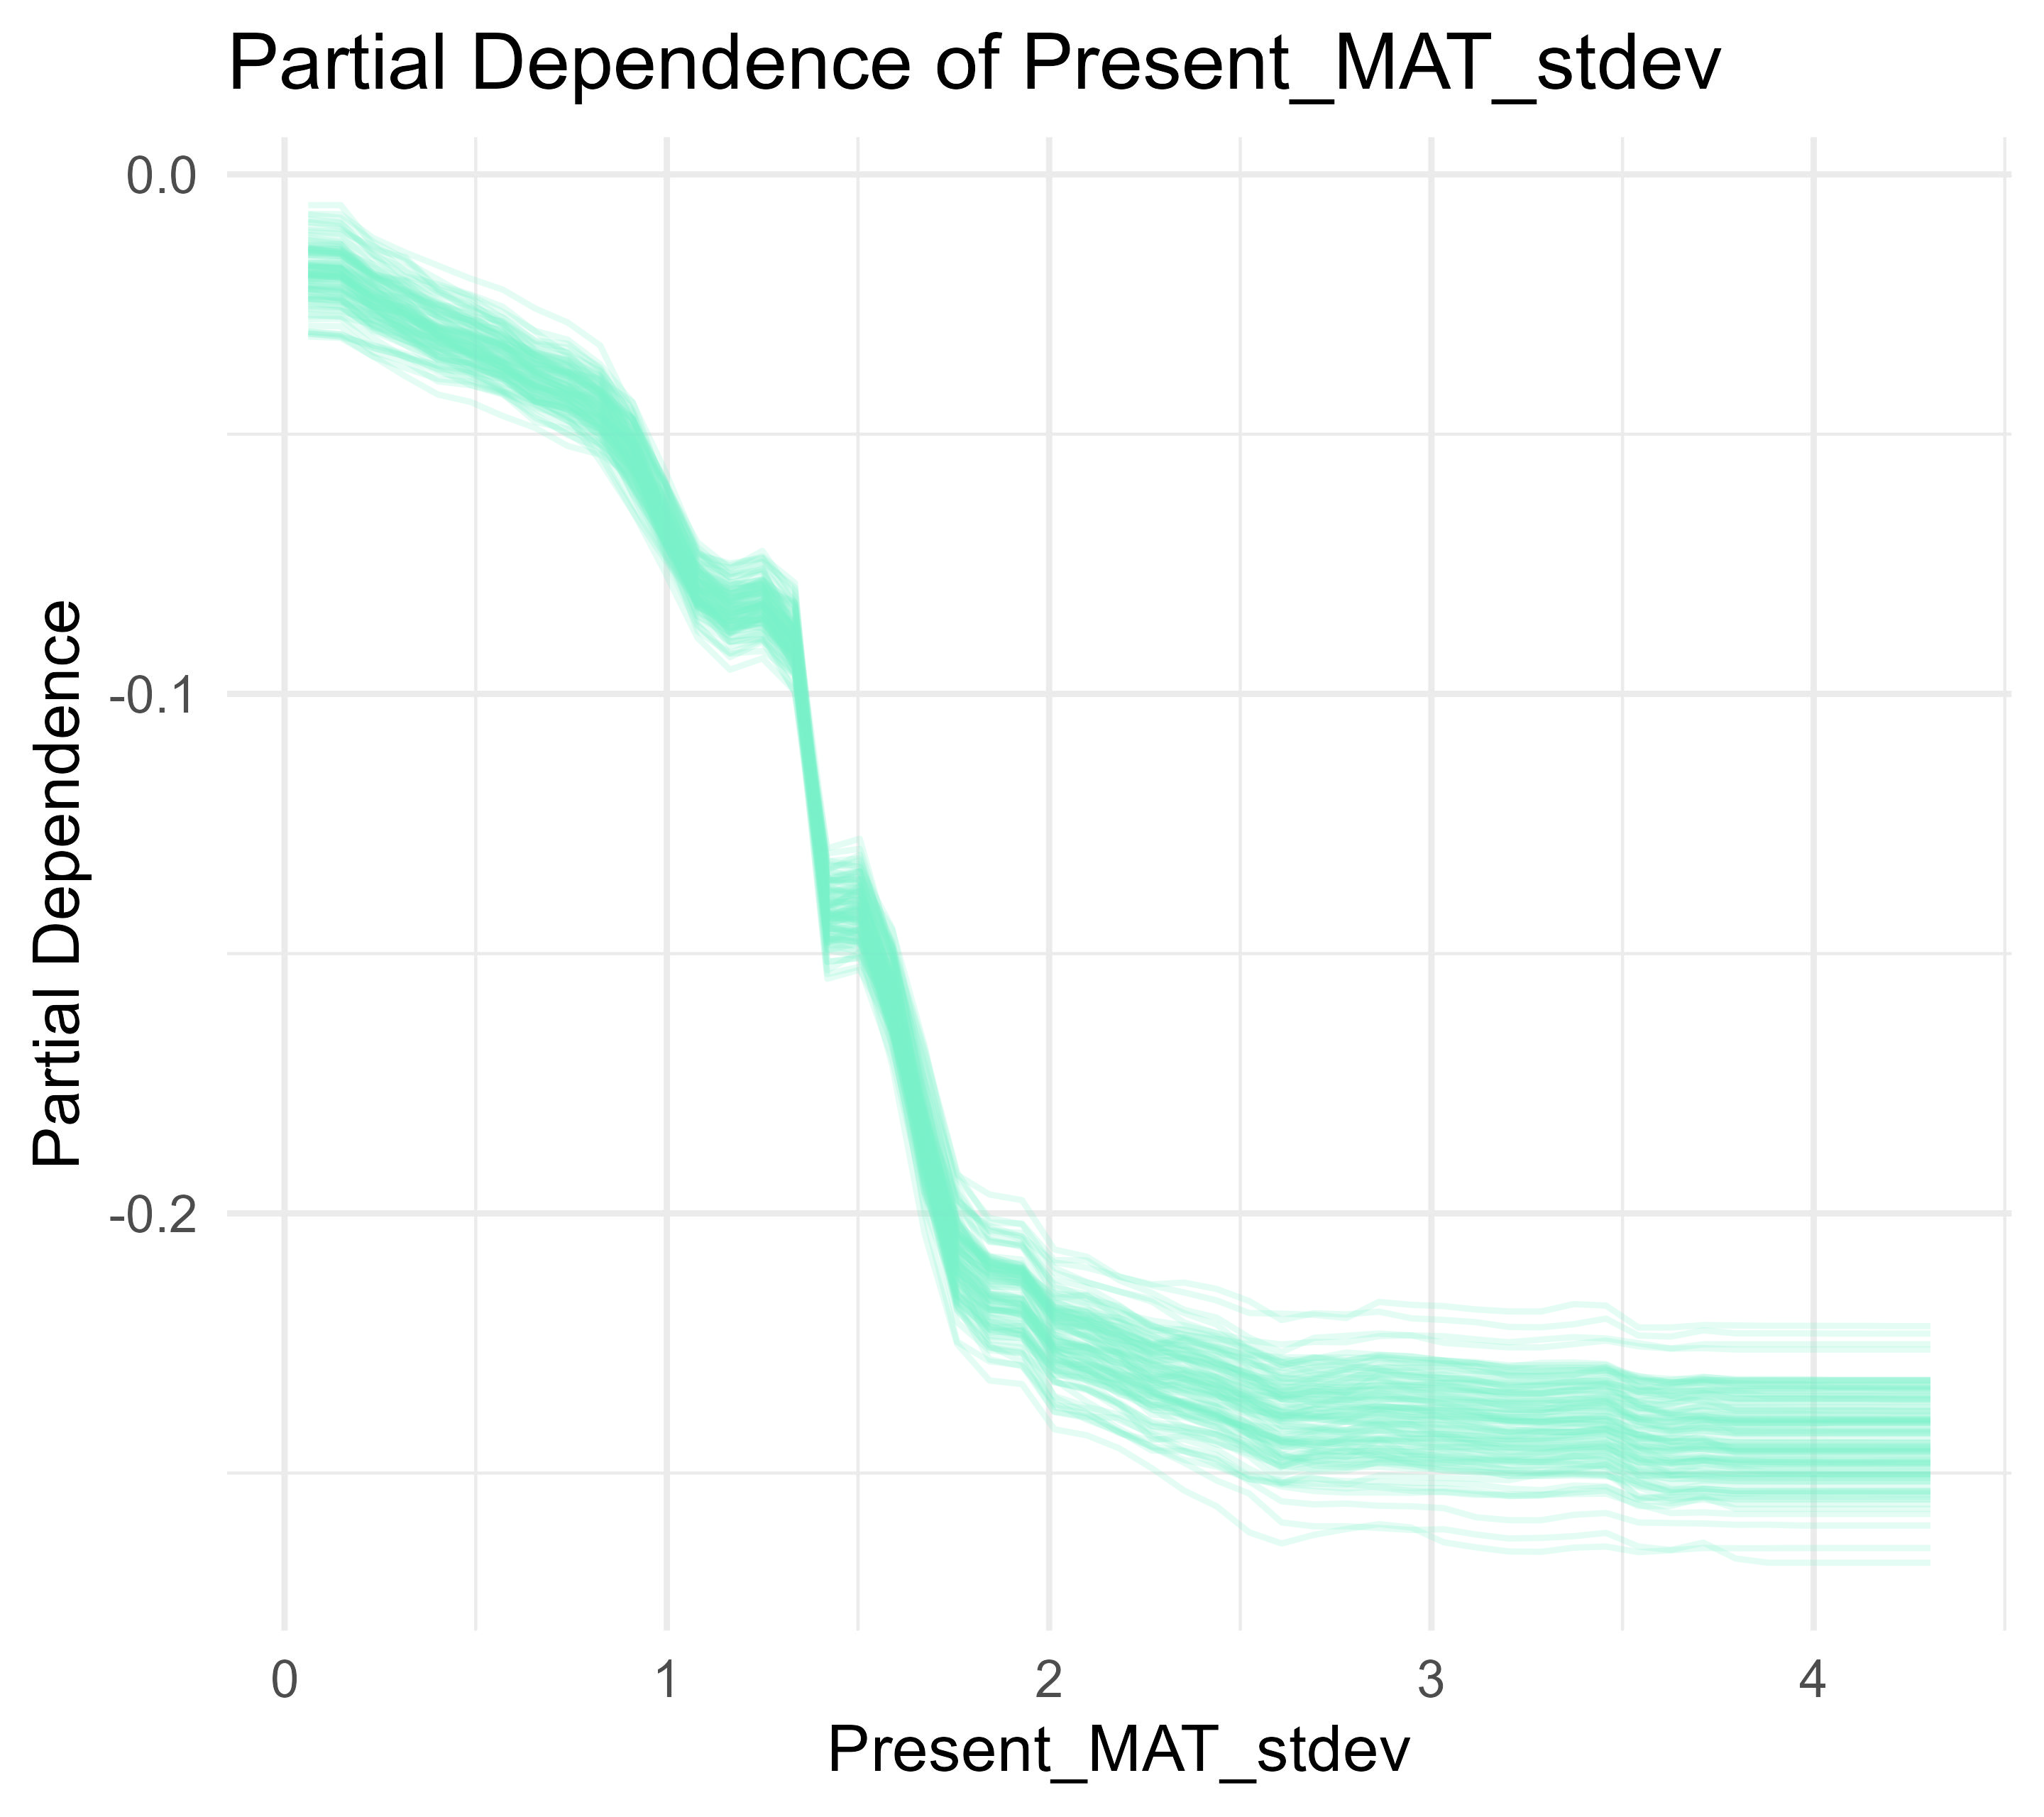 Partial Dependence of Present_MAT_stdev
0.0
-0.1
-0.2
Partial Dependence
0 1 2 3 4
Present_MAT_stdev